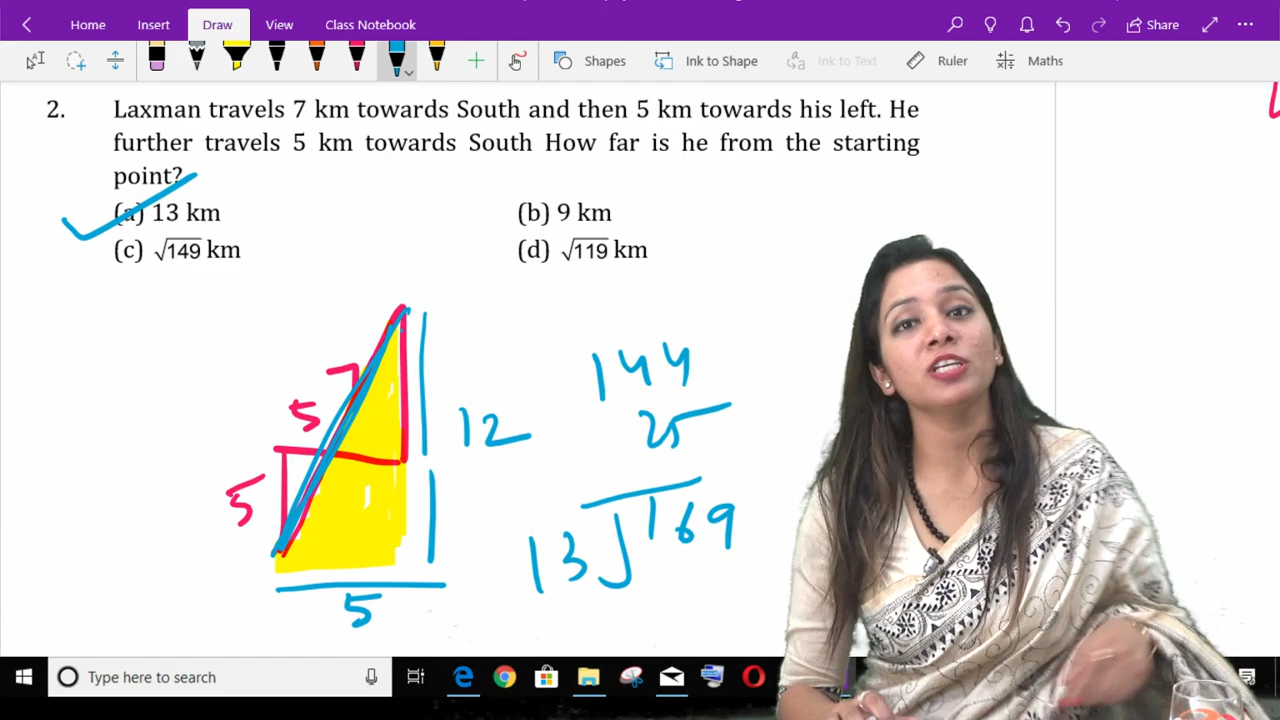 Home Insert Draw View Class Notebook Share
Shapes Ink to Shape Ink to Text Ruler Maths
2. Laxman travels 7 km towards South and then 5 km towards his left. He
further travels 5 km towards South How far is he from the starting
point?
(a) 13 km (b) 9 km
(c) √149 km (d) √119 km
7
5
5
12
5
144
25
13 169
Type here to search